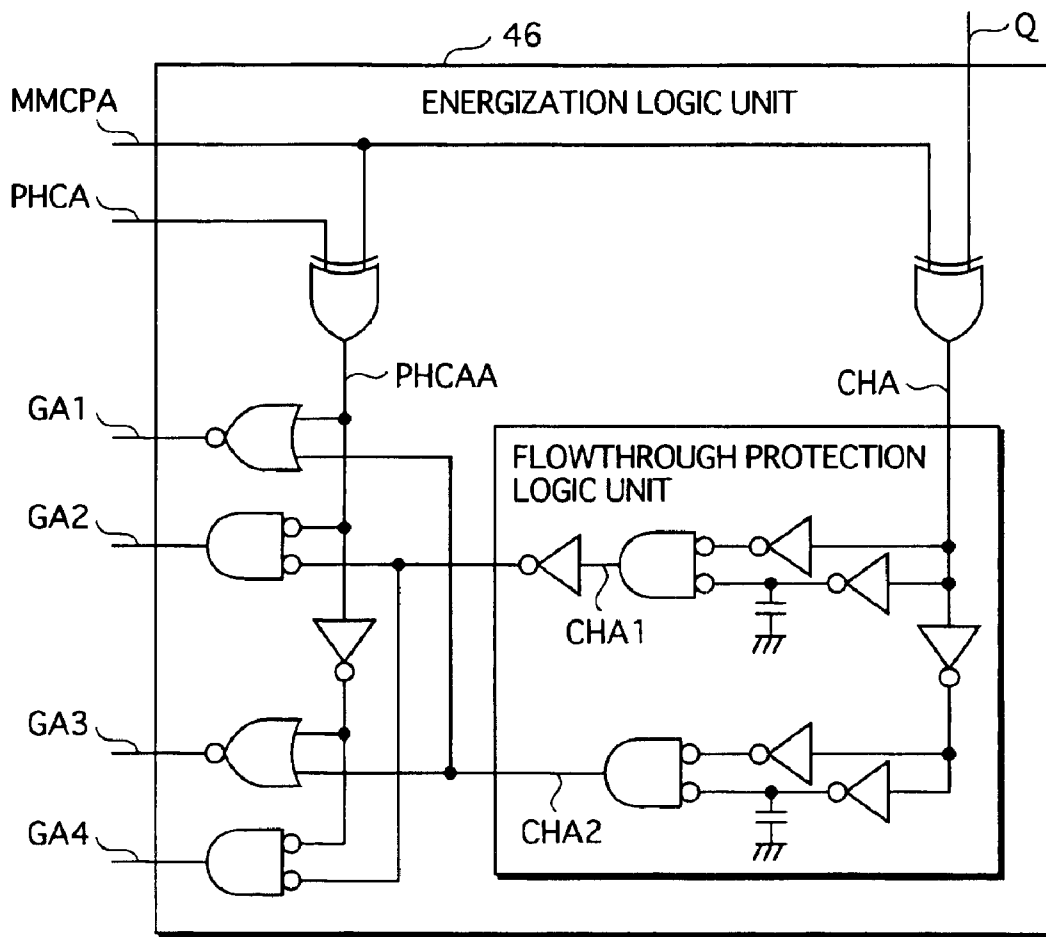 46
Q
MMCPA
ENERGIZATION LOGIC UNIT
PHCA
PHCAA
CHA
GA1
FLOWTHROUGH PROTECTION
LOGIC UNIT
GA2
CHA1
GA3
CHA2
GA4